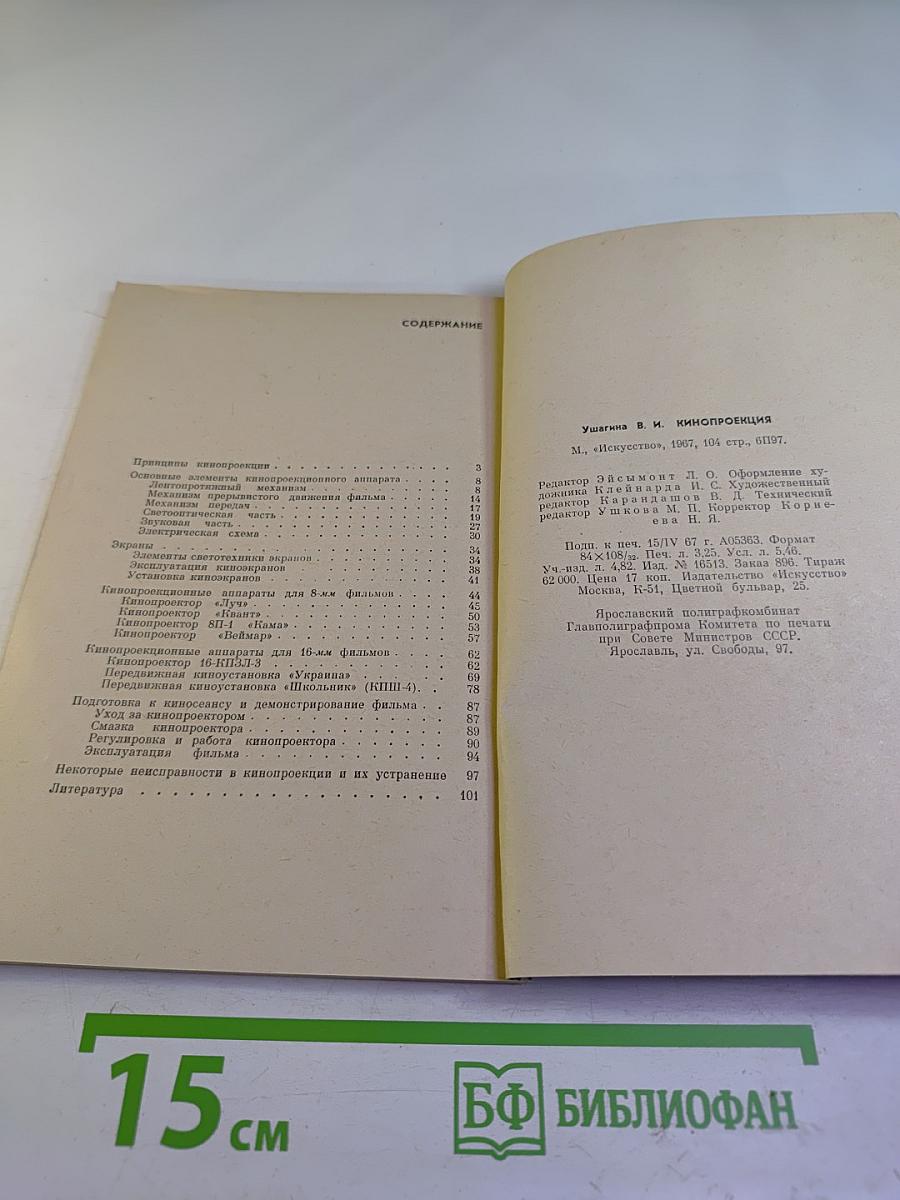 СОДЕРЖАНИЕ
Принципы кинопроекции . . . . . . . . . . . . . . 3
Основные элементы кинопроекционного аппарата . . . . 8
Лентопротяжный механизм . . . . . . . . . . . 8
Механизм прерывистого движения фильма . . . . . 14
Механизм передач . . . . . . . . . . . . . . . 17
Светооптическая часть . . . . . . . . . . . . . 19
Звуковая часть . . . . . . . . . . . . . . . . 27
Электрическая схема . . . . . . . . . . . . . . 30
Экраны . . . . . . . . . . . . . . . . . . . . 34
Элементы светотехники экранов . . . . . . . . . . 34
Эксплуатация киноэкранов . . . . . . . . . . . . 38
Установка киноэкранов . . . . . . . . . . . . . 41
Кинопроекционные аппараты для 8-мм фильмов . . . . 44
Кинопроектор «Луч» . . . . . . . . . . . . . . . 45
Кинопроектор «Квант» . . . . . . . . . . . . . . 50
Кинопроектор 8П-1 «Кама» . . . . . . . . . . . . 53
Кинопроектор «Веймар» . . . . . . . . . . . . . 57
Кинопроекционные аппараты для 16-мм фильмов . . . . 62
Кинопроектор 16-КПЗЛ-3 . . . . . . . . . . . . . 62
Передвижная киноустановка «Украина» . . . . . . . 69
Передвижная киноустановка «Школьник» (КПШ-4) . . 78
Подготовка к киносеансу и демонстрирование фильма . . 87
Уход за кинопроектором . . . . . . . . . . . . . 87
Смазка кинопроектора . . . . . . . . . . . . . . 89
Регулировка и работа кинопроектора . . . . . . . . 90
Эксплуатация фильма . . . . . . . . . . . . . . 94
Некоторые неисправности в кинопроекции и их устранение 97
Литература . . . . . . . . . . . . . . . . . . 101
Ушагина В. И. КИНОПРОЕКЦИЯ
М., «Искусство», 1967, 104 стр., 6П97.
Редактор Эйсымонт Л. О. Оформление ху-
дожника Клейнарда И. С. Художественный
редактор Карандашов В. Д. Технический
редактор Ушкова М. П. Корректор Корне-
ева Н. Я.
Подп. к печ. 15/IV 67 г. А05363. Формат
84×108/32. Печ. л. 3,25. Усл. л. 5,46.
Уч.-изд. л. 4,82. Изд. № 16513. Заказ 896. Тираж
62 000. Цена 17 коп. Издательство «Искусство»
Москва, К-51, Цветной бульвар, 25.
Ярославский полиграфкомбинат
Главполиграфпрома Комитета по печати
при Совете Министров СССР.
Ярославль, ул. Свободы, 97.
15 см
БФ БИБЛИОФАН